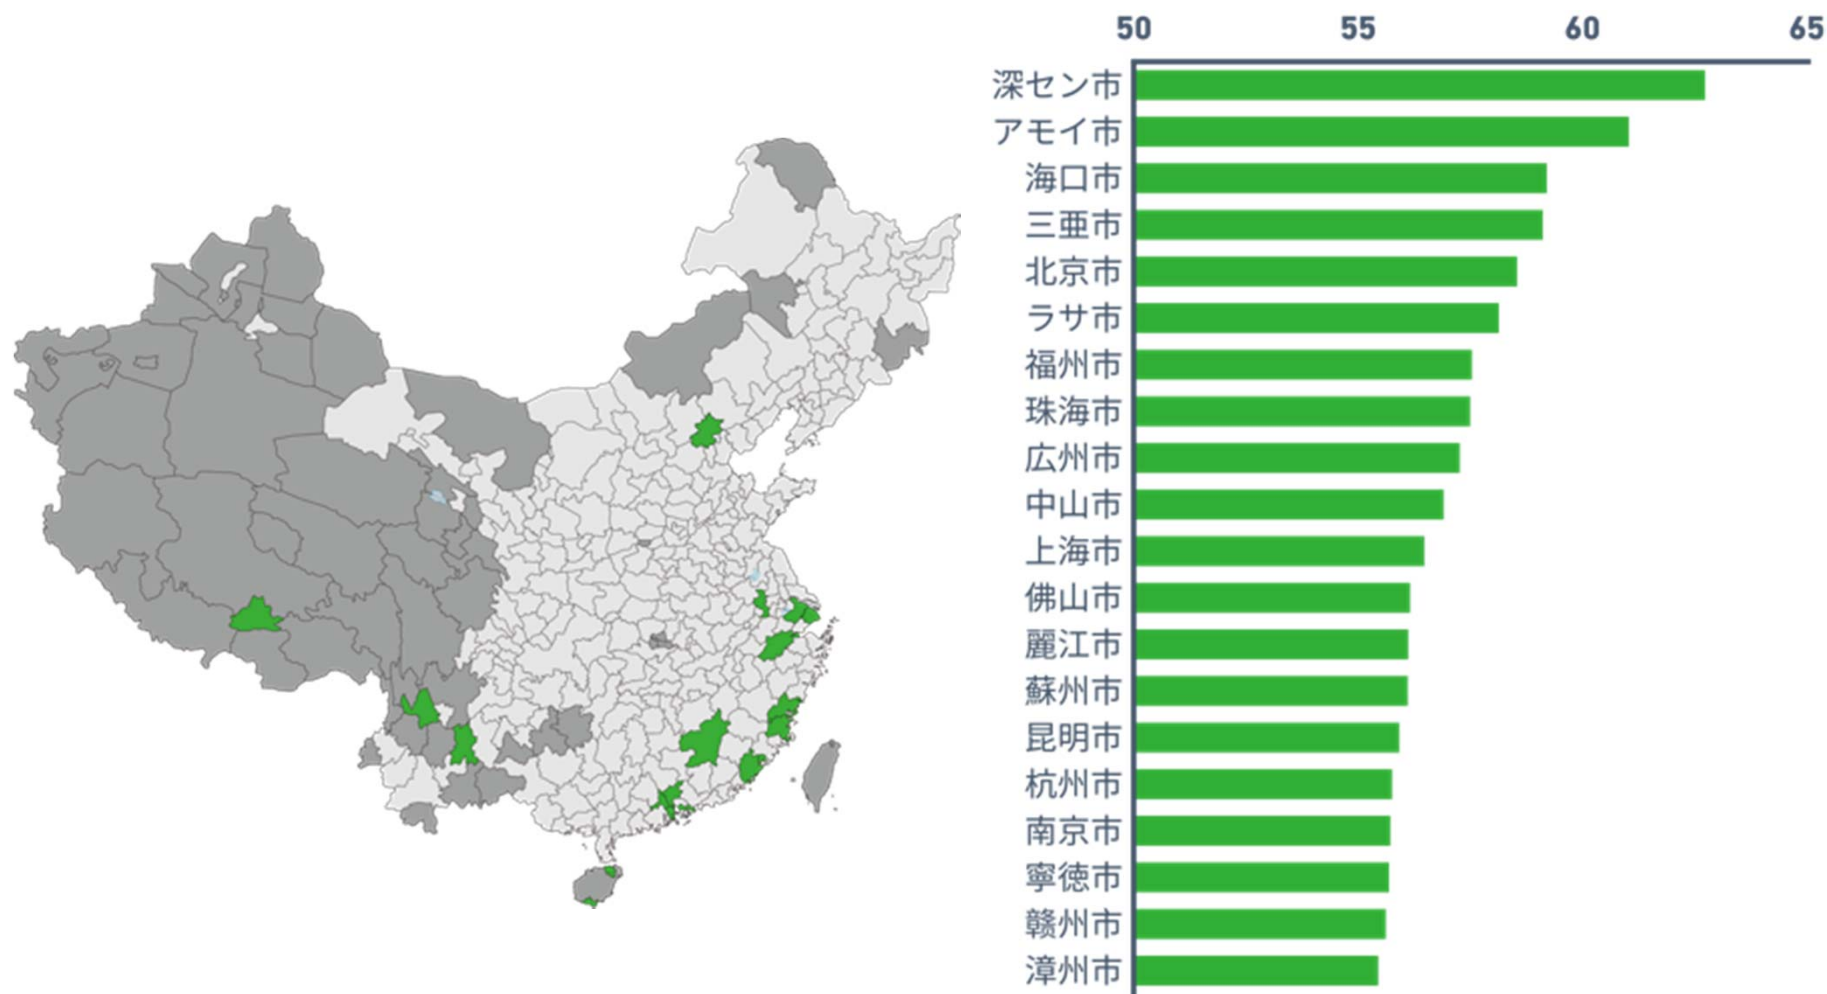 50 55 60 65
深セン市
アモイ市
海口市
三亜市
北京市
ラサ市
福州市
珠海市
広州市
中山市
上海市
佛山市
麗江市
蘇州市
昆明市
杭州市
南京市
寧徳市
赣州市
漳州市